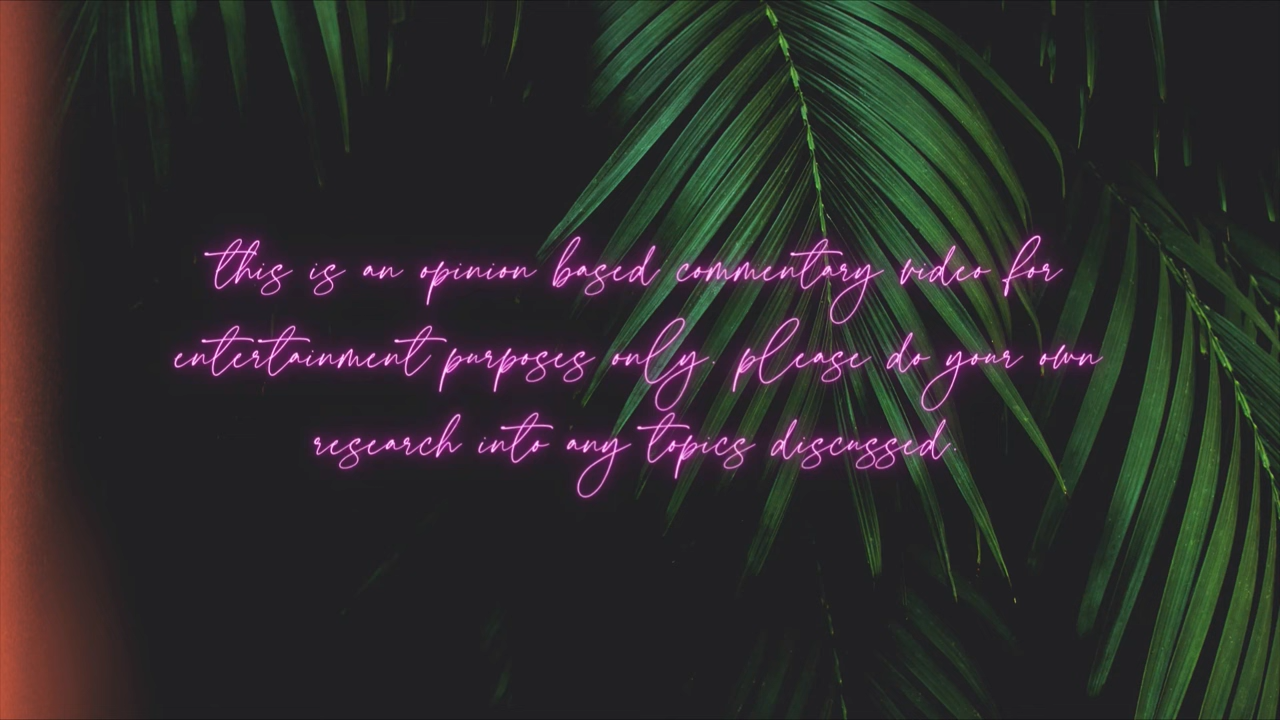 this is an opinion based commentary video for
entertainment purposes only. please do your own
research into any topics discussed.